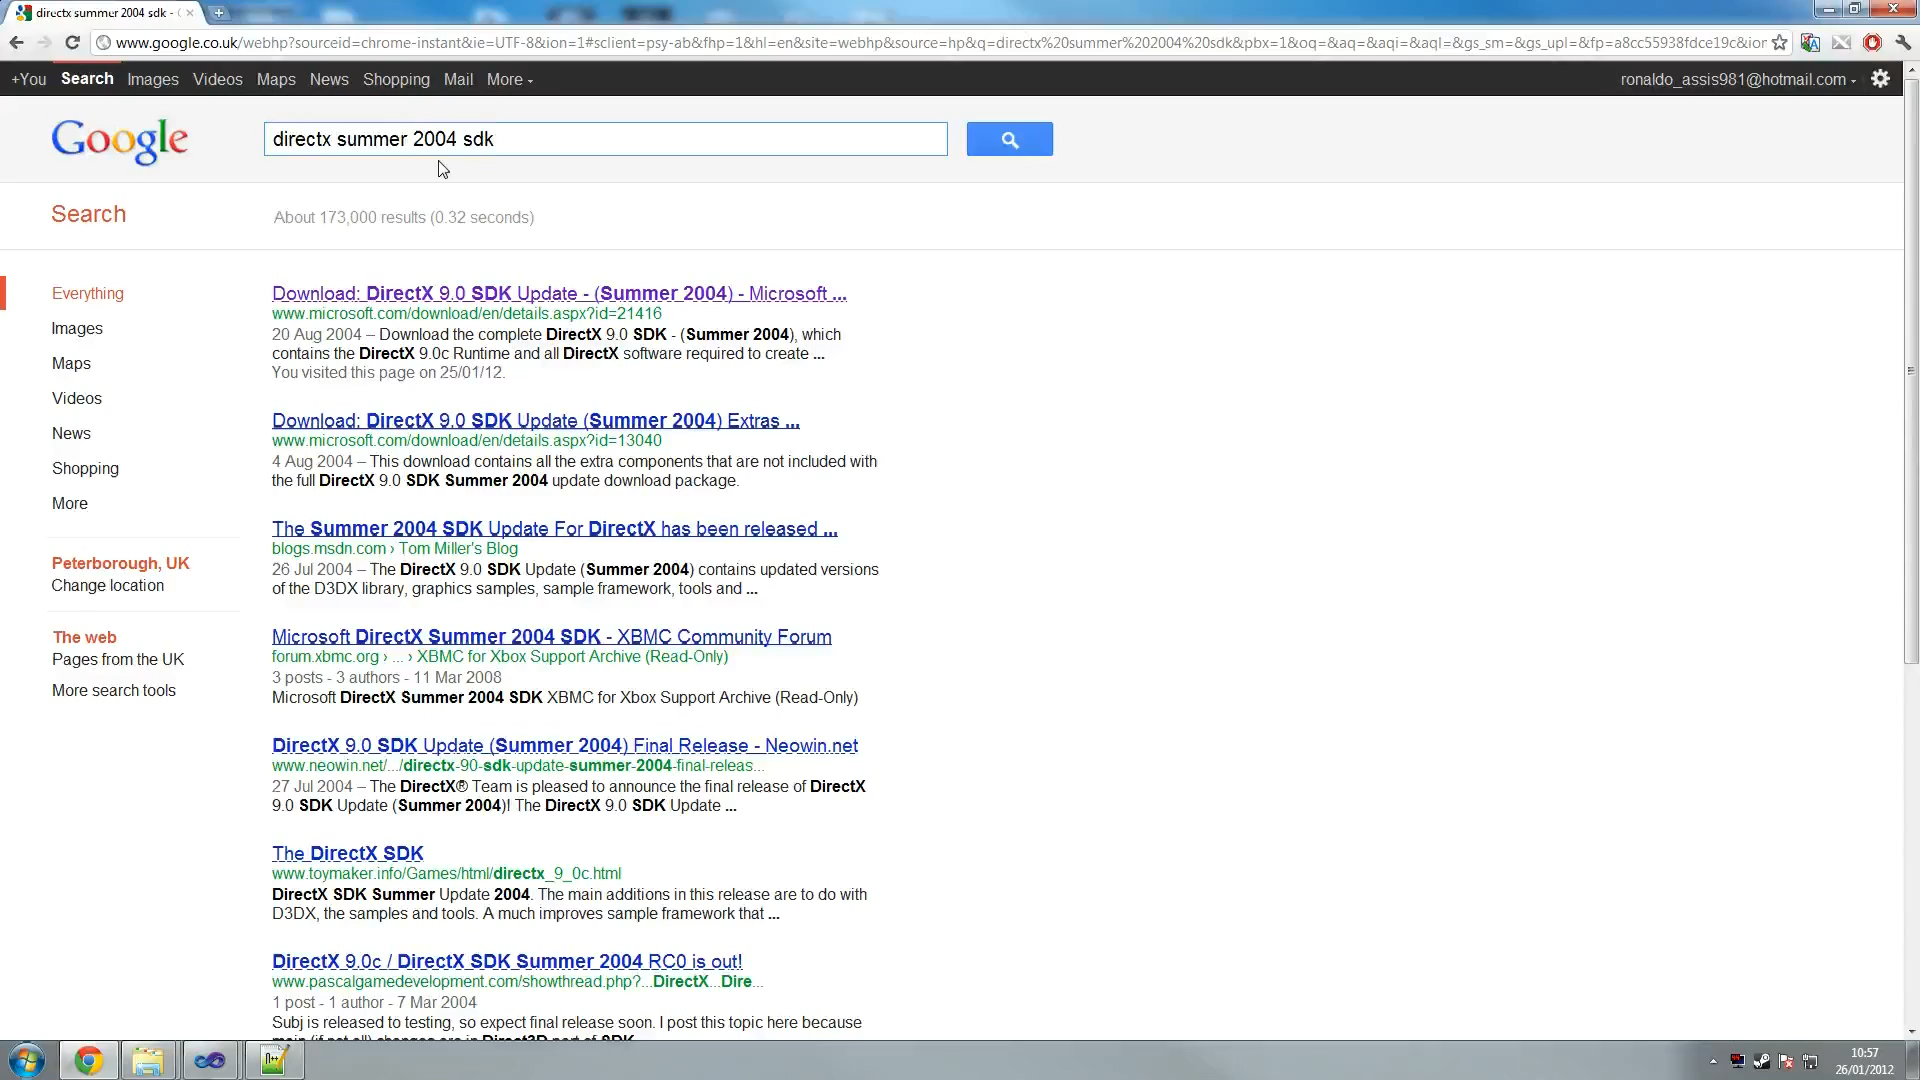 directx summer 2004 sdk -
www.google.co.uk/webhp?sourceid=chrome-instant&ie=UTF-8&ion=1#sclient=psy-ab&fhp=1&hl=en&site=webhp&source=hp&q=directx%20summer%202004%20sdk&pbx=1&oq=&aq=&aqi=&aql=&gs_sm=&gs_upl=&fp=a8cc55938fdce19c&ion
+You Search Images Videos Maps News Shopping Mail More ronaldo_assis981@hotmail.com
Google
directx summer 2004 sdk
Search
About 173,000 results (0.32 seconds)
Everything
Images
Maps
Videos
News
Shopping
More
Peterborough, UK
Change location
The web
Pages from the UK
More search tools
Download: DirectX 9.0 SDK Update - (Summer 2004) - Microsoft ...
www.microsoft.com/download/en/details.aspx?id=21416
20 Aug 2004 – Download the complete DirectX 9.0 SDK - (Summer 2004), which
contains the DirectX 9.0c Runtime and all DirectX software required to create ...
You visited this page on 25/01/12.
Download: DirectX 9.0 SDK Update (Summer 2004) Extras ...
www.microsoft.com/download/en/details.aspx?id=13040
4 Aug 2004 – This download contains all the extra components that are not included with
the full DirectX 9.0 SDK Summer 2004 update download package.
The Summer 2004 SDK Update For DirectX has been released ...
blogs.msdn.com › Tom Miller's Blog
26 Jul 2004 – The DirectX 9.0 SDK Update (Summer 2004) contains updated versions
of the D3DX library, graphics samples, sample framework, tools and ...
Microsoft DirectX Summer 2004 SDK - XBMC Community Forum
forum.xbmc.org › ... › XBMC for Xbox Support Archive (Read-Only)
3 posts - 3 authors - 11 Mar 2008
Microsoft DirectX Summer 2004 SDK XBMC for Xbox Support Archive (Read-Only)
DirectX 9.0 SDK Update (Summer 2004) Final Release - Neowin.net
www.neowin.net/.../directx-90-sdk-update-summer-2004-final-releas...
27 Jul 2004 – The DirectX® Team is pleased to announce the final release of DirectX
9.0 SDK Update (Summer 2004)! The DirectX 9.0 SDK Update ...
The DirectX SDK
www.toymaker.info/Games/html/directx_9_0c.html
DirectX SDK Summer Update 2004. The main additions in this release are to do with
D3DX, the samples and tools. A much improves sample framework that ...
DirectX 9.0c / DirectX SDK Summer 2004 RC0 is out!
www.pascalgamedevelopment.com/showthread.php?...DirectX...Dire...
1 post - 1 author - 7 Mar 2004
Subj is released to testing, so expect final release soon. I post this topic here because
main (if not all) changes are in Direct3D part of SDK.
10:57
26/01/2012